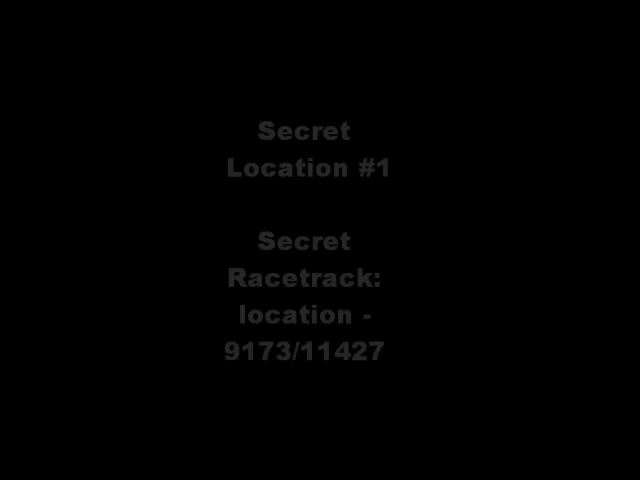 Secret
Location #1
Secret
Racetrack:
location -
9173/11427